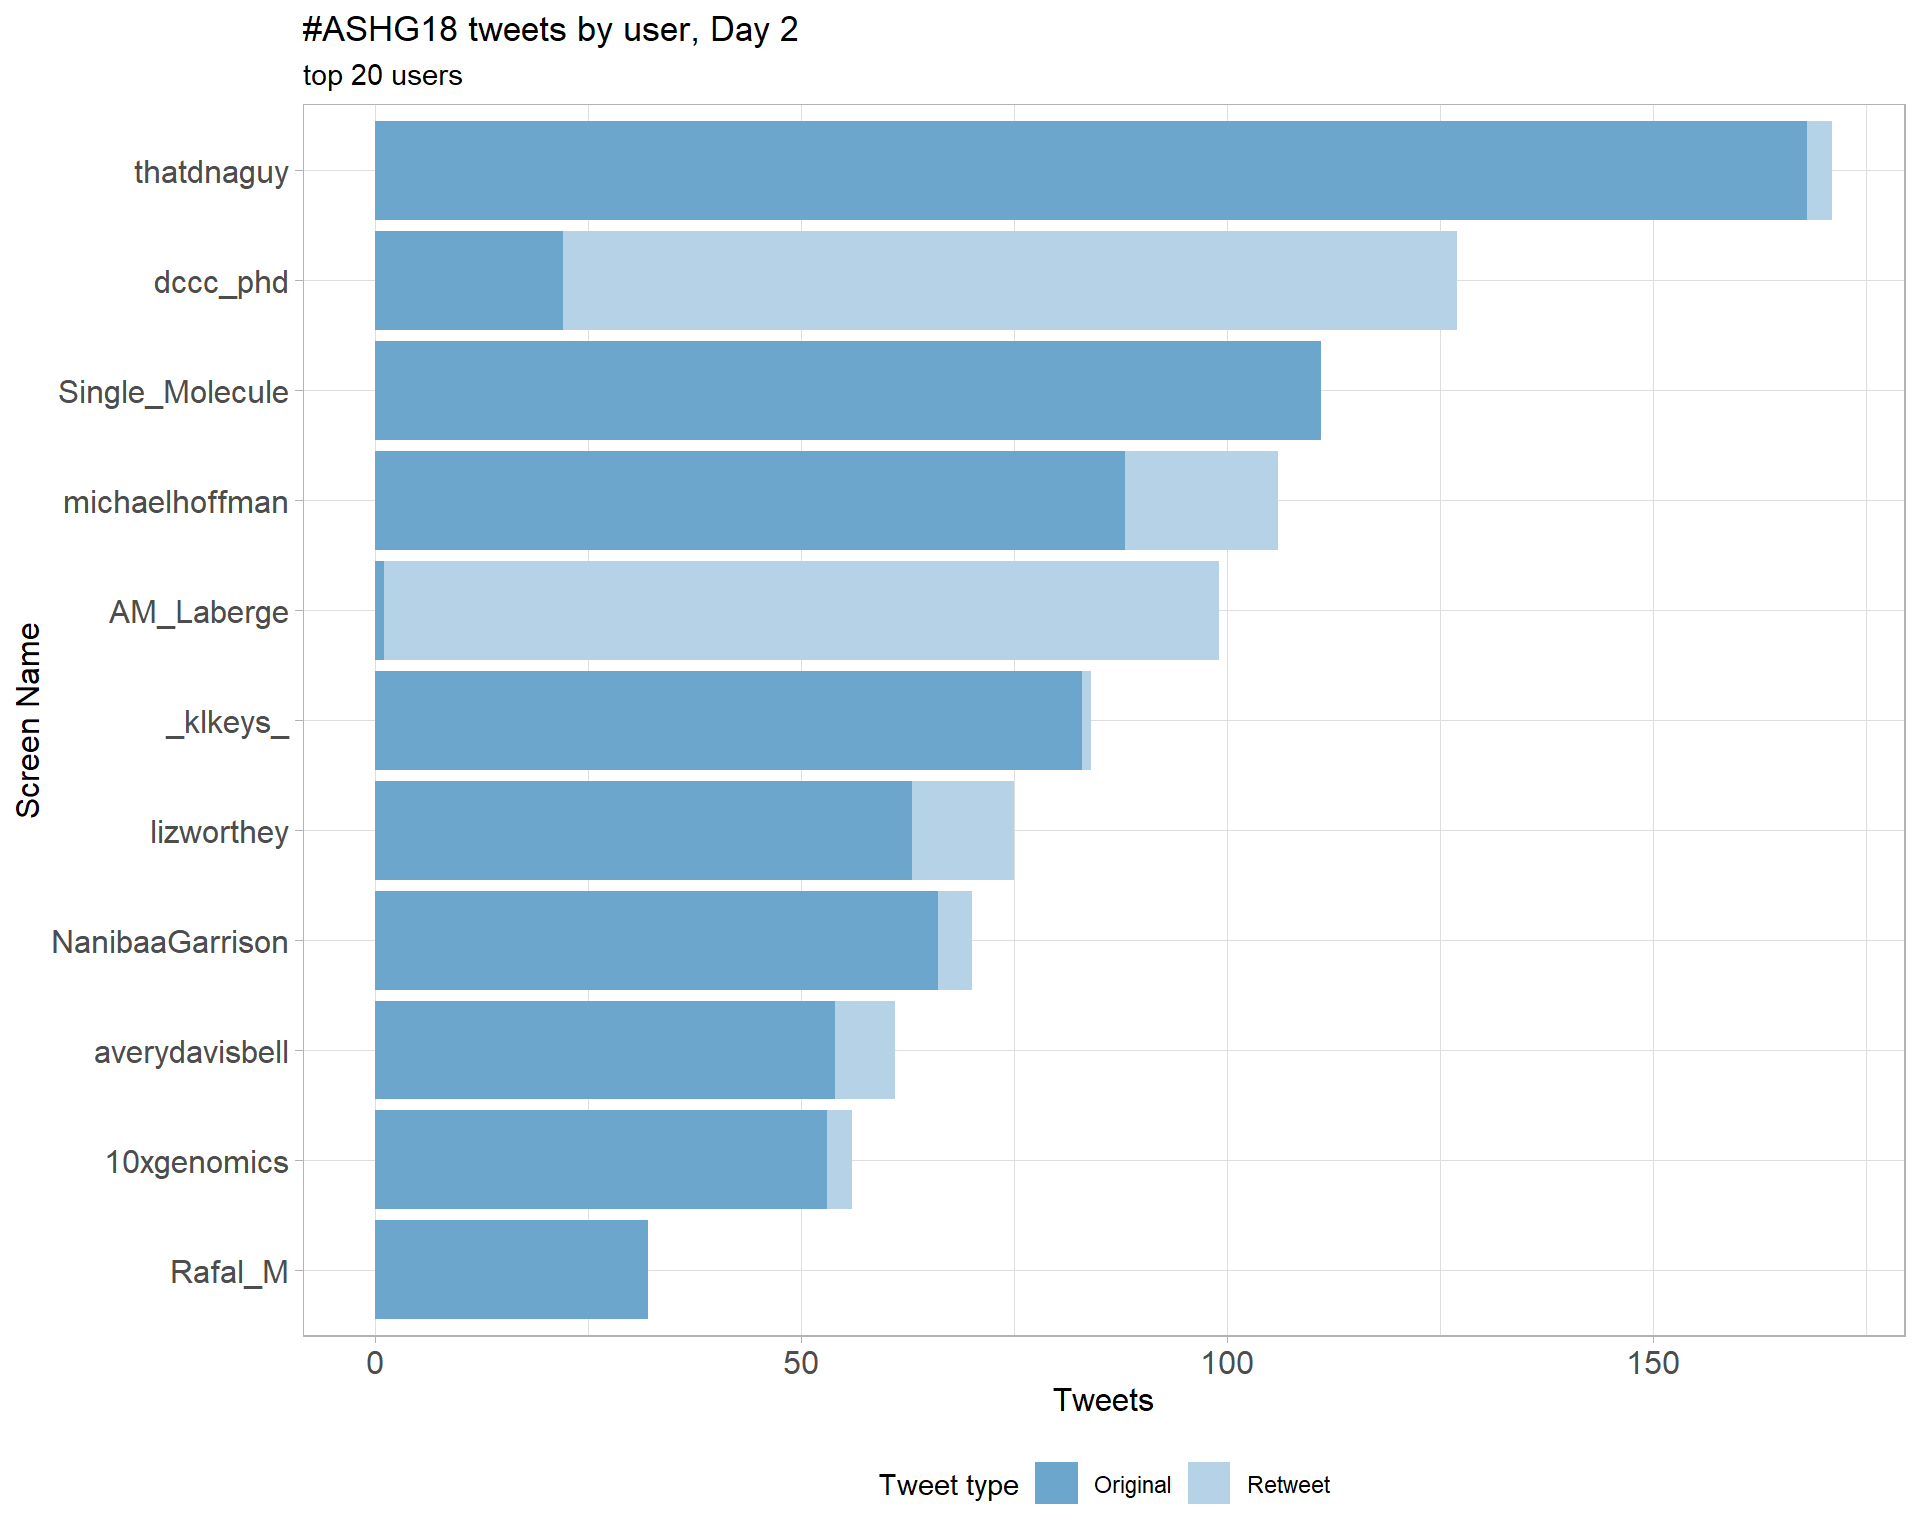 #ASHG18 tweets by user, Day 2
top 20 users
Screen Name
thatdnaguy
dccc_phd
Single_Molecule
michaelhoffman
AM_Laberge
_klkeys_
lizworthey
NanibaaGarrison
averydavisbell
10xgenomics
Rafal_M
0 50 100 150
Tweets
Tweet type Original Retweet